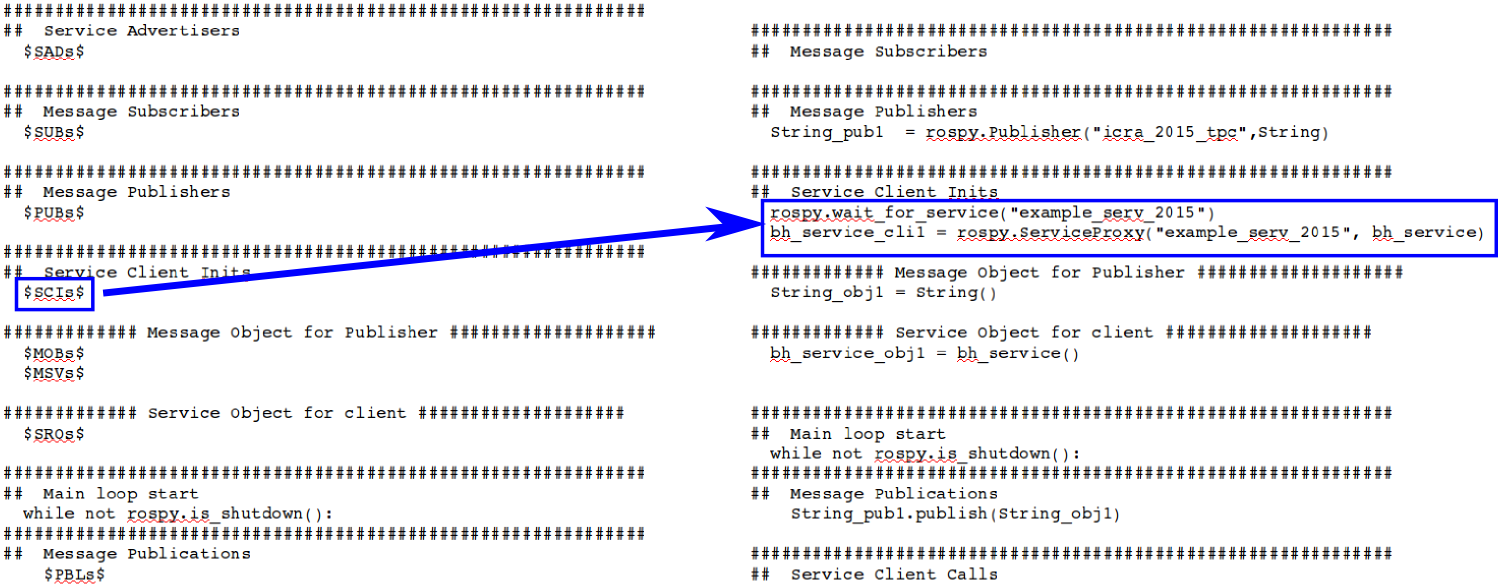 ##############################################################
## Service Advertisers
$SADs$
##############################################################
## Message Subscribers
$SUBs$
##############################################################
## Message Publishers
$PUBs$
##############################################################
## Service Client Inits
$SCIs$
############# Message Object for Publisher ####################
$MOBs$
$MSVs$
############# Service Object for client ####################
$SROs$
##############################################################
## Main loop start
while not rospy.is_shutdown():
##############################################################
## Message Publications
$PBLs$
##############################################################
## Message Subscribers
##############################################################
## Message Publishers
String_pub1  = rospy.Publisher("icra_2015_tpc",String)
##############################################################
## Service Client Inits
rospy.wait_for_service("example_serv_2015")
bh_service_cli1 = rospy.ServiceProxy("example_serv_2015", bh_service)
############# Message Object for Publisher ####################
String_obj1 = String()
############# Service Object for client ####################
bh_service_obj1 = bh_service()
##############################################################
## Main loop start
while not rospy.is_shutdown():
##############################################################
## Message Publications
String_pub1.publish(String_obj1)
##############################################################
## Service Client Calls